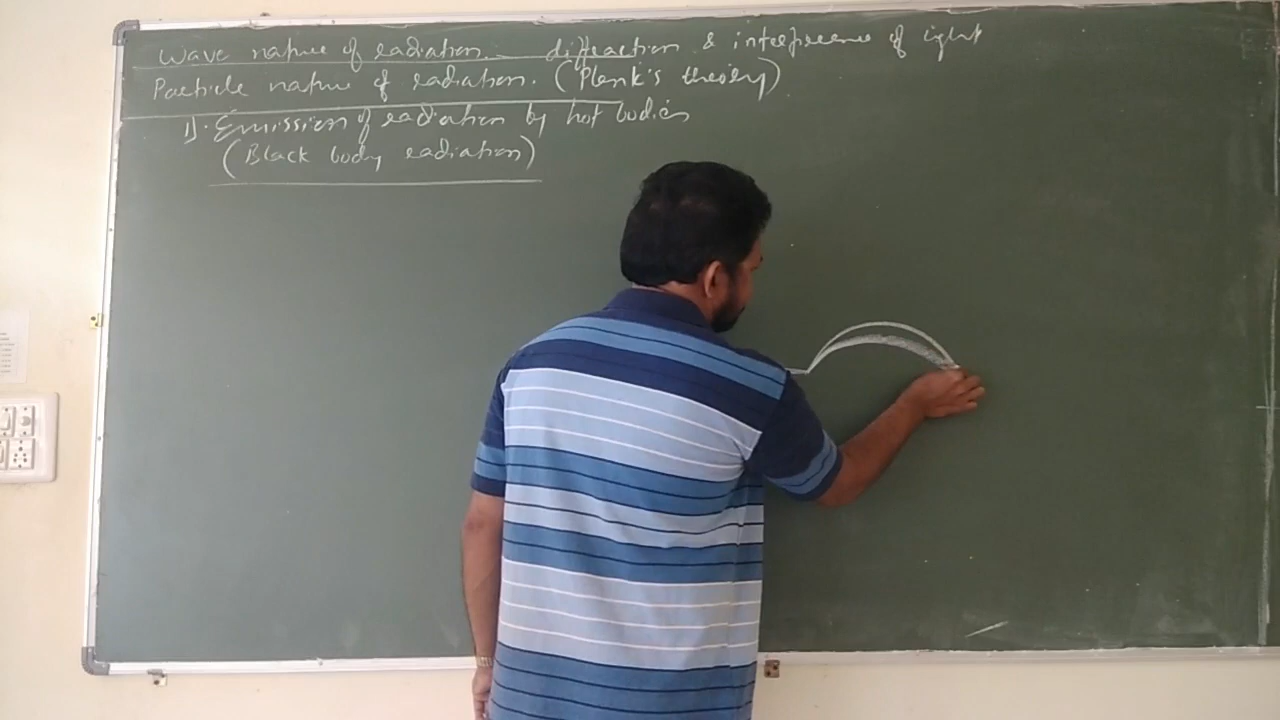 Wave nature of radiation. — diffraction & interference of light
Particle nature of radiation. (Plank's theory)
1). Emission of radiation by hot bodies
(Black body radiation)